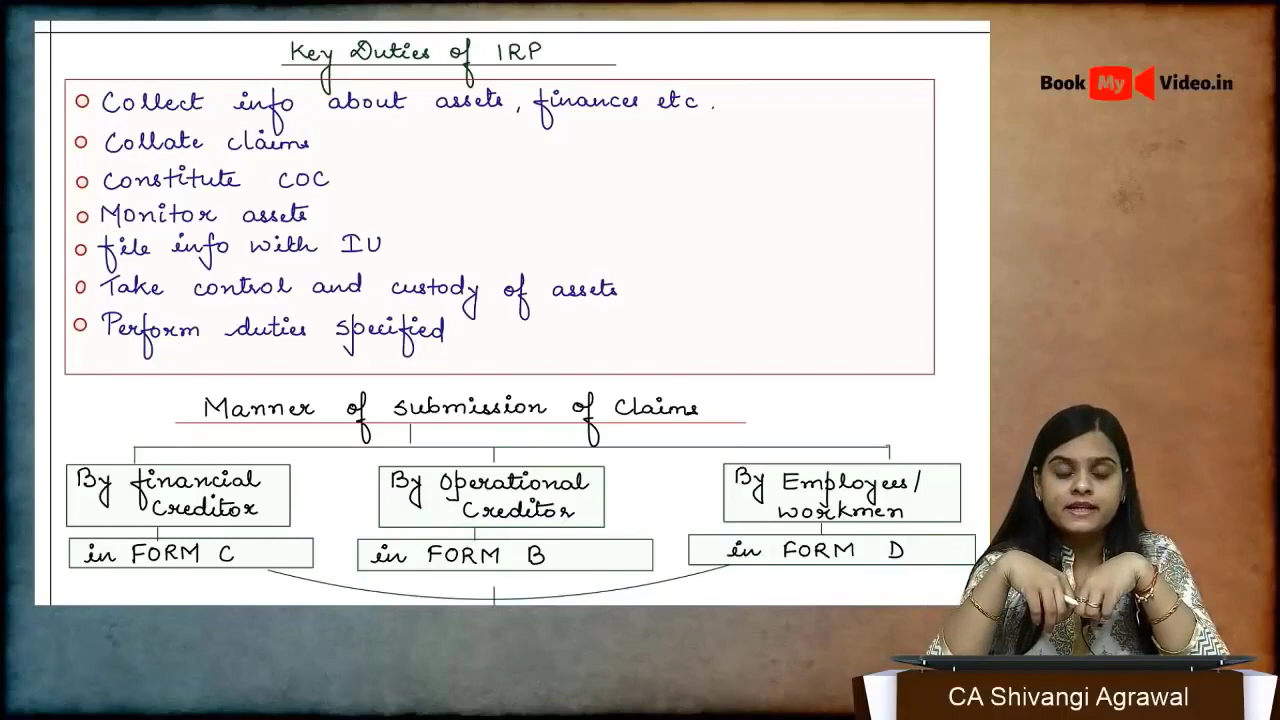 Key Duties of IRP
Collect info about assets, finances etc.
Collate claims
Constitute COC
Monitor assets
File info with IU
Take control and custody of assets
Perform duties specified
Manner of submission of Claims
By Financial
Creditor
in FORM C
By Operational
Creditor
in FORM B
By Employees/
workmen
in FORM D
Book My Video.in
CA Shivangi Agrawal